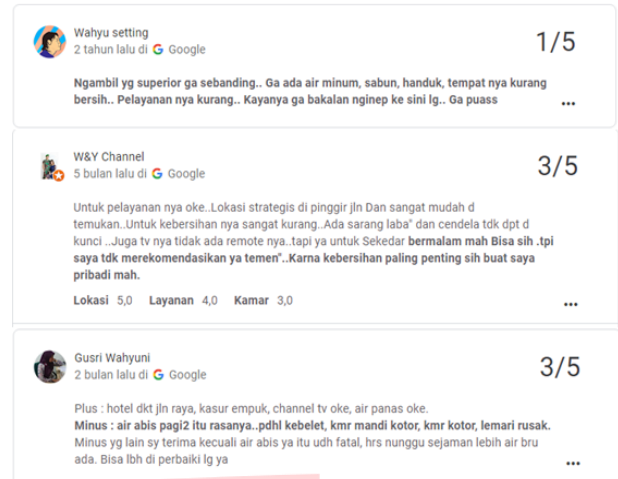 Wahyu setting
2 tahun lalu di Google
1/5
Ngambil yg superior ga sebanding.. Ga ada air minum, sabun, handuk, tempat nya kurang
bersih.. Pelayanan nya kurang.. Kayanya ga bakalan nginep ke sini lg.. Ga puass
W&Y Channel
5 bulan lalu di Google
3/5
Untuk pelayanan nya oke..Lokasi strategis di pinggir jln Dan sangat mudah d
temukan..Untuk kebersihan nya sangat kurang..Ada sarang laba" dan cendela tdk dpt d
kunci ..Juga tv nya tidak ada remote nya..tapi ya untuk Sekedar bermalam mah Bisa sih .tpi
saya tdk merekomendasikan ya temen"..Karna kebersihan paling penting sih buat saya
pribadi mah.
Lokasi 5,0 Layanan 4,0 Kamar 3,0
Gusri Wahyuni
2 bulan lalu di Google
3/5
Plus : hotel dkt jln raya, kasur empuk, channel tv oke, air panas oke.
Minus : air abis pagi2 itu rasanya..pdhl kebelet, kmr mandi kotor, kmr kotor, lemari rusak.
Minus yg lain sy terima kecuali air abis ya itu udh fatal, hrs nunggu sejaman lebih air bru
ada. Bisa lbh di perbaiki lg ya